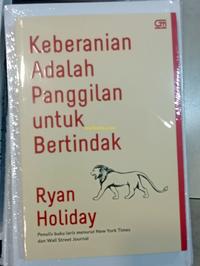 Keberanian
Adalah
Panggilan
untuk
Bertindak
Ryan
Holiday
Penulis buku laris menurut New York Times
dan Wall Street Journal